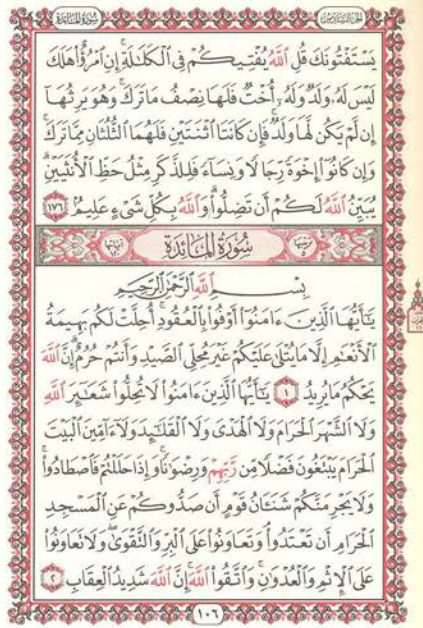 الجزء السادس سورة المائدة
يَسْتَفْتُونَكَ قُلِ ٱللَّهُ يُفْتِيكُمْ فِى ٱلْكَلَٰلَةِ إِنِ ٱمْرُؤٌا۟ هَلَكَ
لَيْسَ لَهُۥ وَلَدٌ وَلَهُۥٓ أُخْتٌ فَلَهَا نِصْفُ مَا تَرَكَ وَهُوَ يَرِثُهَآ
إِن لَّمْ يَكُن لَّهَا وَلَدٌ فَإِن كَانَتَا ٱثْنَتَيْنِ فَلَهُمَا ٱلثُّلُثَانِ مِمَّا تَرَكَ
وَإِن كَانُوٓا۟ إِخْوَةً رِّجَالًا وَنِسَآءً فَلِلذَّكَرِ مِثْلُ حَظِّ ٱلْأُنثَيَيْنِ
يُبَيِّنُ ٱللَّهُ لَكُمْ أَن تَضِلُّوا۟ وَٱللَّهُ بِكُلِّ شَىْءٍ عَلِيمٌۢ ١٧٦
سُورَةُ المَائِدَةِ
بِسْمِ ٱللَّهِ ٱلرَّحْمَٰنِ ٱلرَّحِيمِ
يَٰٓأَيُّهَا ٱلَّذِينَ ءَامَنُوٓا۟ أَوْفُوا۟ بِٱلْعُقُودِ أُحِلَّتْ لَكُم بَهِيمَةُ
ٱلْأَنْعَٰمِ إِلَّا مَا يُتْلَىٰ عَلَيْكُمْ غَيْرَ مُحِلِّى ٱلصَّيْدِ وَأَنتُمْ حُرُمٌ إِنَّ ٱللَّهَ
يَحْكُمُ مَا يُرِيدُ ١ يَٰٓأَيُّهَا ٱلَّذِينَ ءَامَنُوا۟ لَا تُحِلُّوا۟ شَعَٰٓئِرَ ٱللَّهِ
وَلَا ٱلشَّهْرَ ٱلْحَرَامَ وَلَا ٱلْهَدْىَ وَلَا ٱلْقَلَٰٓئِدَ وَلَآ ءَآمِّينَ ٱلْبَيْتَ
ٱلْحَرَامَ يَبْتَغُونَ فَضْلًا مِّن رَّبِّهِمْ وَرِضْوَٰنًا وَإِذَا حَلَلْتُمْ فَٱصْطَادُوا۟
وَلَا يَجْرِمَنَّكُمْ شَنَـَٔانُ قَوْمٍ أَن صَدُّوكُمْ عَنِ ٱلْمَسْجِدِ
ٱلْحَرَامِ أَن تَعْتَدُوا۟ وَتَعَاوَنُوا۟ عَلَى ٱلْبِرِّ وَٱلتَّقْوَىٰ وَلَا تَعَاوَنُوا۟
عَلَى ٱلْإِثْمِ وَٱلْعُدْوَٰنِ وَٱتَّقُوا۟ ٱللَّهَ إِنَّ ٱللَّهَ شَدِيدُ ٱلْعِقَابِ ٢
١٠٦